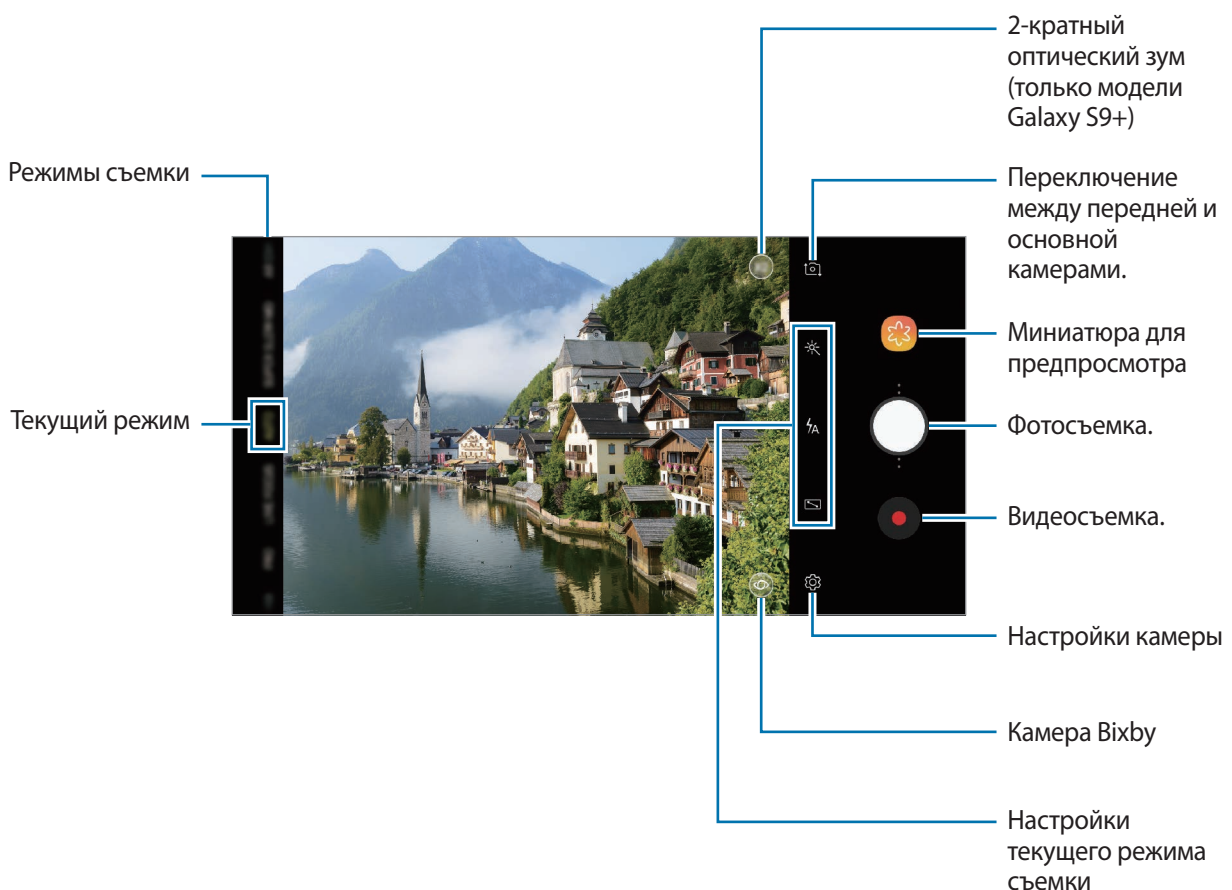 2-кратный
оптический зум
(только модели
Galaxy S9+)
Режимы съемки
Переключение
между передней и
основной
камерами.
Миниатюра для
предпросмотра
Текущий режим
Фотосъемка.
Видеосъемка.
Настройки камеры
Камера Bixby
Настройки
текущего режима
съемки